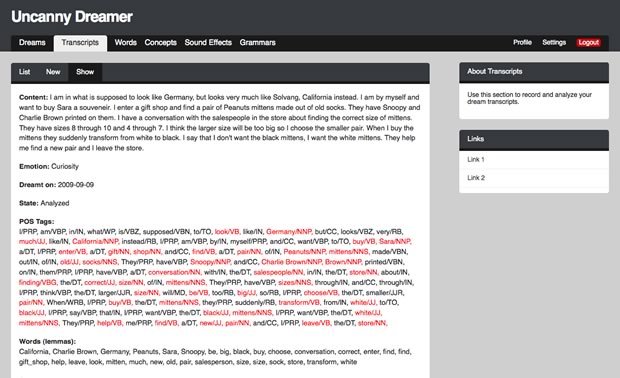 Uncanny Dreamer
Dreams Transcripts Words Concepts Sound Effects Grammars Profile Settings Logout
List New Show
Content: I am in what is supposed to look like Germany, but looks very much like Solvang, California instead. I am by myself and
want to buy Sara a souveneir. I enter a gift shop and find a pair of Peanuts mittens made out of old socks. They have Snoopy and
Charlie Brown printed on them. I have a conversation with the salespeople in the store about finding the correct size of mittens.
They have sizes 8 through 10 and 4 through 7. I think the larger size will be too big so I choose the smaller pair. When I buy the
mittens they suddenly transform from white to black. I say that I don't want the black mittens, I want the white mittens. They help
me find a new pair and I leave the store.
Emotion: Curiosity
Dreamt on: 2009-09-09
State: Analyzed
POS Tags:
I/PRP, am/VBP, in/IN, what/WP, is/VBZ, supposed/VBN, to/TO, look/VB, like/IN, Germany/NNP, but/CC, looks/VBZ, very/RB,
much/JJ, like/IN, California/NNP, instead/RB, I/PRP, am/VBP, by/IN, myself/PRP, and/CC, want/VBP, to/TO, buy/VB, Sara/NNP,
a/DT, I/PRP, enter/VB, a/DT, gift/NN, shop/NN, and/CC, find/VB, a/DT, pair/NN, of/IN, Peanuts/NNP, mittens/NNS, made/VBN,
out/IN, of/IN, old/JJ, socks/NNS, They/PRP, have/VBP, Snoopy/NNP, and/CC, Charlie Brown/NNP, Brown/NNP, printed/VBN,
on/IN, them/PRP, I/PRP, have/VBP, a/DT, conversation/NN, with/IN, the/DT, salespeople/NN, in/IN, the/DT, store/NN, about/IN,
finding/VBG, the/DT, correct/JJ, size/NN, of/IN, mittens/NNS, They/PRP, have/VBP, sizes/NNS, through/IN, and/CC, through/IN,
I/PRP, think/VBP, the/DT, larger/JJR, size/NN, will/MD, be/VB, too/RB, big/JJ, so/RB, I/PRP, choose/VB, the/DT, smaller/JJR,
pair/NN, When/WRB, I/PRP, buy/VB, the/DT, mittens/NNS, they/PRP, suddenly/RB, transform/VB, from/IN, white/JJ, to/TO,
black/JJ, I/PRP, say/VBP, that/IN, I/PRP, want/VBP, the/DT, black/JJ, mittens/NNS, I/PRP, want/VBP, the/DT, white/JJ,
mittens/NNS, They/PRP, help/VB, me/PRP, find/VB, a/DT, new/JJ, pair/NN, and/CC, I/PRP, leave/VB, the/DT, store/NN,
Words (lemmas):
California, Charlie Brown, Germany, Peanuts, Sara, Snoopy, be, big, black, buy, choose, conversation, correct, enter, find, find,
gift_shop, help, leave, look, mitten, much, new, old, pair, salesperson, size, size, sock, store, transform, white
About Transcripts
Use this section to record and analyze your
dream transcripts.
Links
Link 1
Link 2